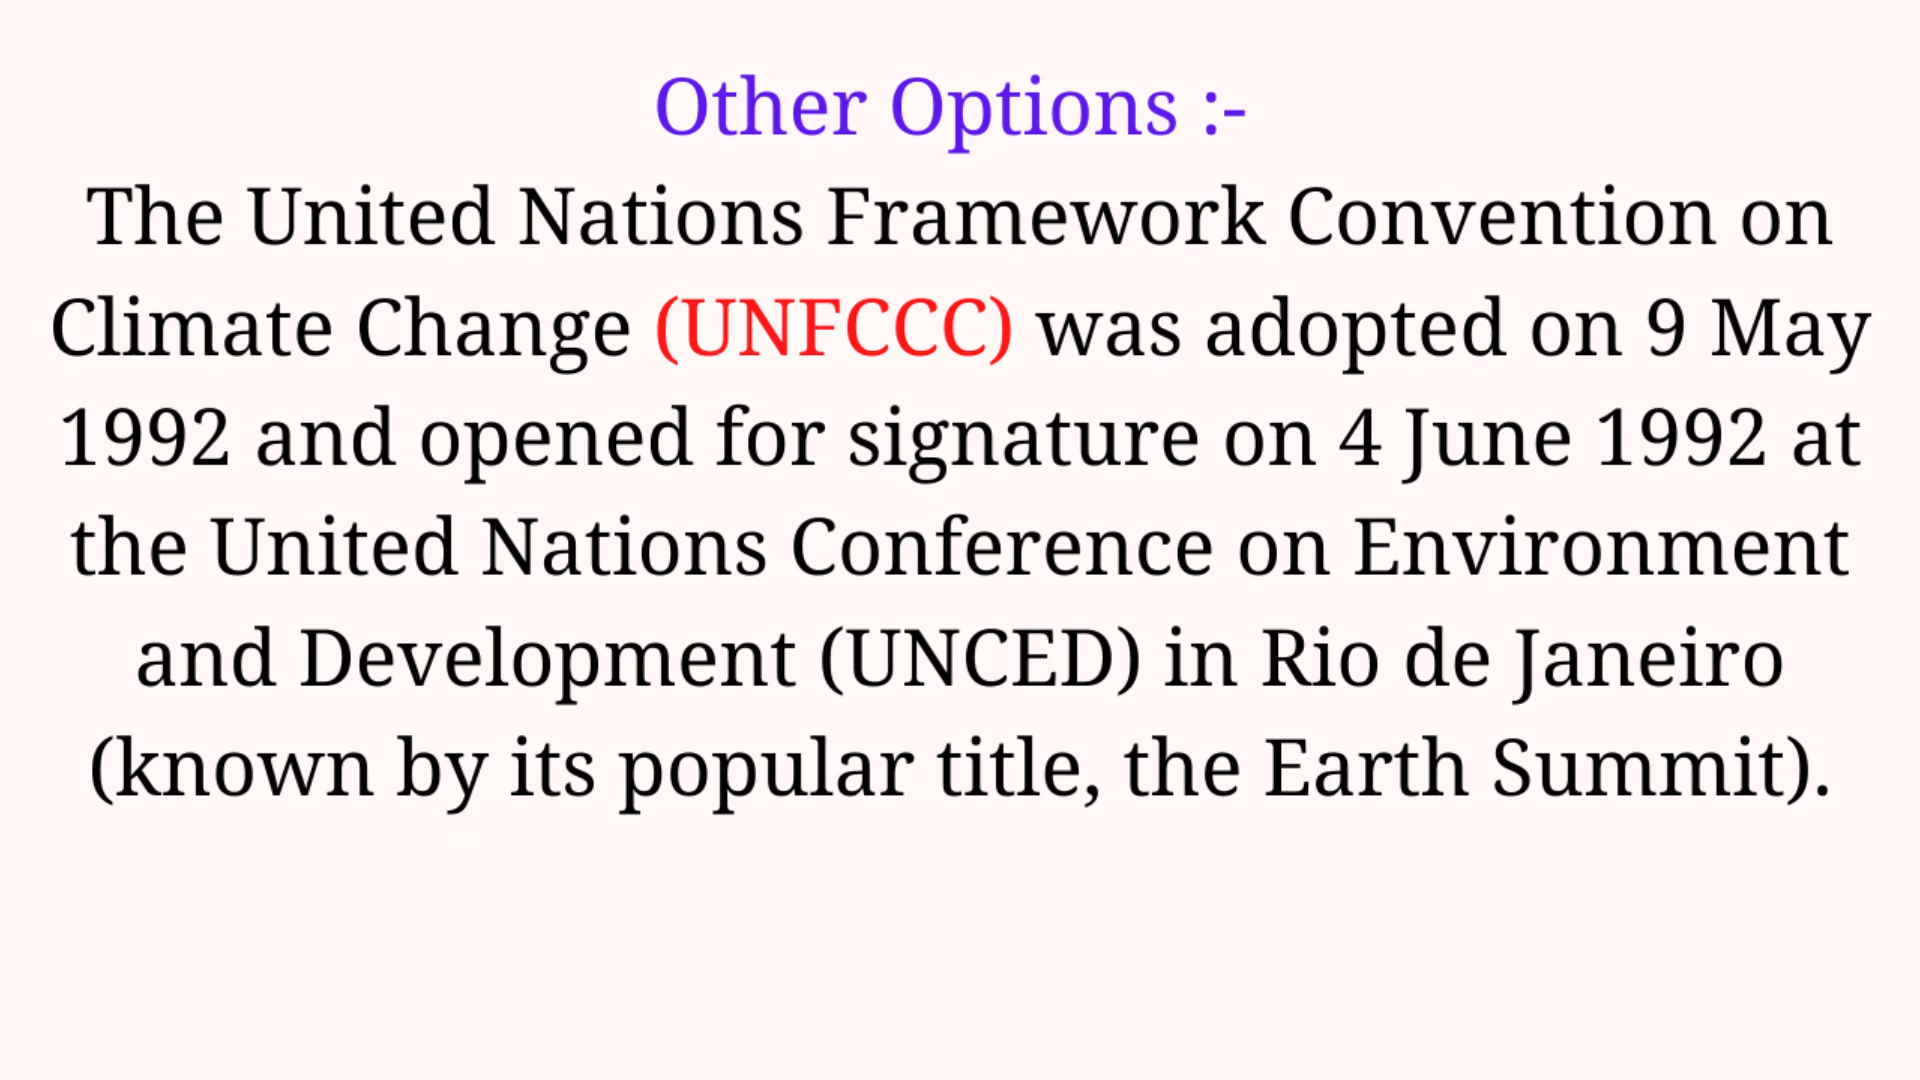 Other Options :-
The United Nations Framework Convention on
Climate Change (UNFCCC) was adopted on 9 May
1992 and opened for signature on 4 June 1992 at
the United Nations Conference on Environment
and Development (UNCED) in Rio de Janeiro
(known by its popular title, the Earth Summit).